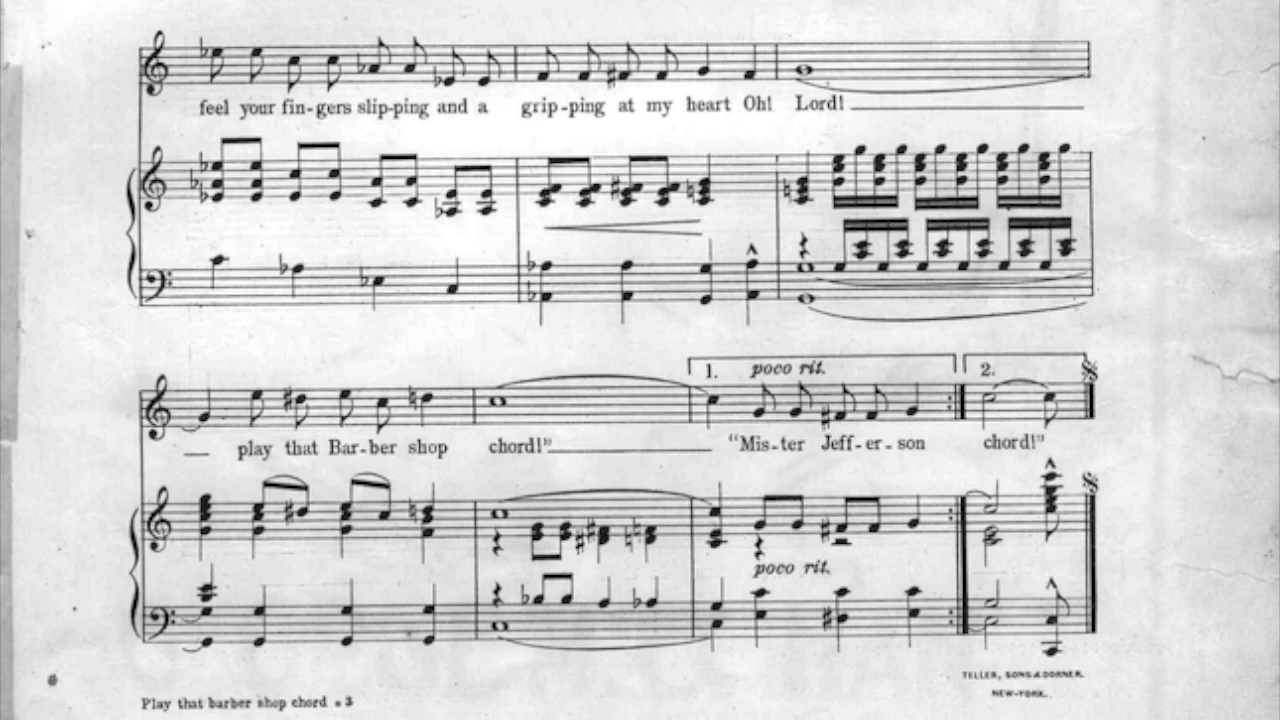 feel your fin-gers slip-ping and a grip-ping at my heart Oh! Lord!
1. poco rit. 2.
play that Bar-ber shop chord!" "Mis-ter Jeff-er-son chord!"
poco rit.
TELLER, SONS & DORNER.
NEW-YORK.
Play that barber shop chord 3